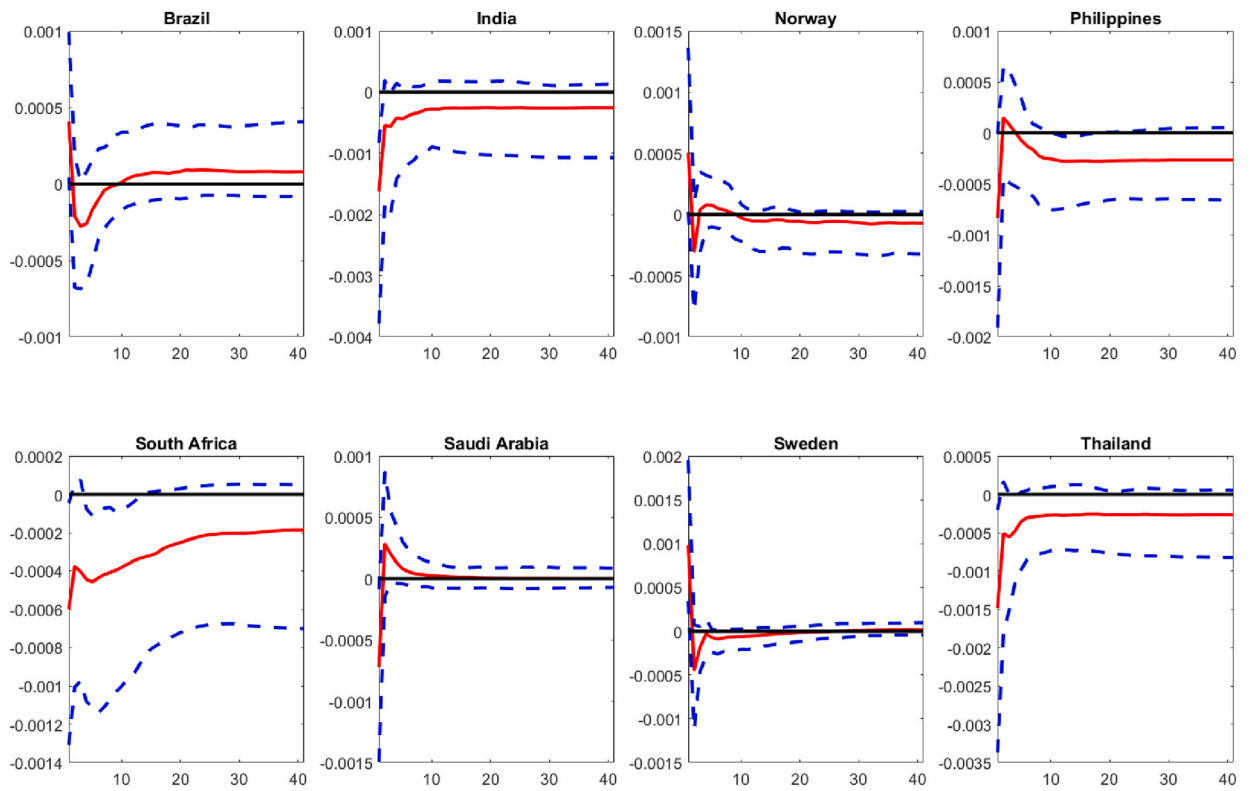 Brazil India Norway Philippines
0.001 0 0.0015 0.001
0.0005 -0.001 0.001 0.0005
0 -0.002 0.0005 0
-0.0005 -0.003 0 -0.0005
-0.001 -0.004 -0.0005 -0.001
-0.001 -0.0015
-0.002
10 20 30 40 10 20 30 40 10 20 30 40 10 20 30 40
South Africa Saudi Arabia Sweden Thailand
0.0002 0.001 0.002 0.0005
0 0.0005 0.0015 0
-0.0002 0 0.001 -0.0005
-0.0004 -0.0005 0.0005 -0.001
-0.0006 -0.001 0 -0.0015
-0.0008 -0.0015 -0.0005 -0.002
-0.001 -0.001 -0.0025
-0.0012 -0.0015 -0.003
-0.0014 -0.0035
10 20 30 40 10 20 30 40 10 20 30 40 10 20 30 40